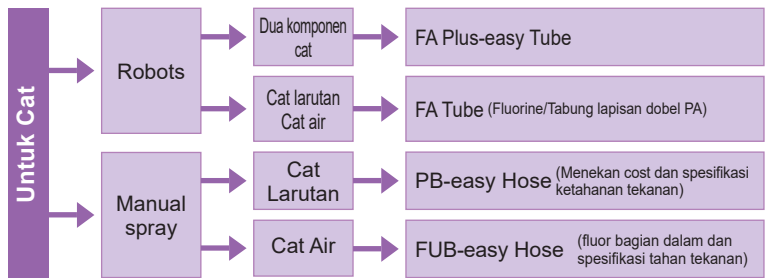 Untuk Cat
Robots
Dua komponen
cat
FA Plus-easy Tube
Cat larutan
Cat air
FA Tube (Fluorine/Tabung lapisan dobel PA)
Manual
spray
Cat
Larutan
PB-easy Hose (Menekan cost dan spesifikasi
ketahanan tekanan)
Cat Air
FUB-easy Hose (fluor bagian dalam dan
spesifikasi tahan tekanan)